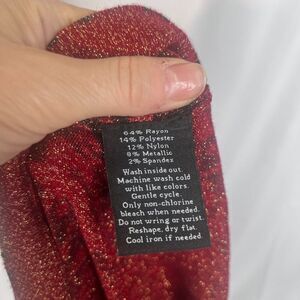 64% Rayon
14% Polyester
12% Nylon
8% Metallic
2% Spandex
Wash inside out.
Machine wash cold
with like colors.
Gentle cycle.
Only non-chlorine
bleach when needed.
Do not wring or twist.
Reshape, dry flat.
Cool iron if needed.